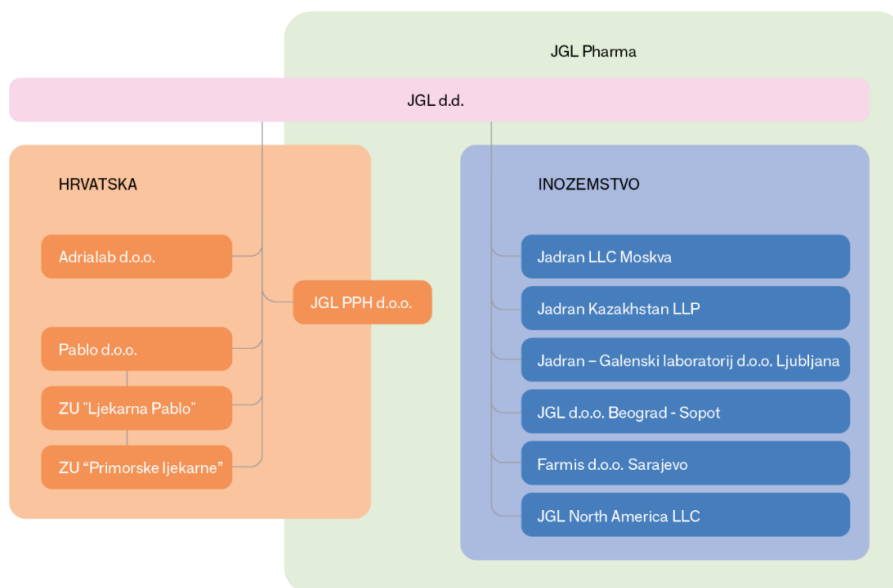 JGL Pharma
JGL d.d.
HRVATSKA
Adrialab d.o.o.
JGL PPH d.o.o.
Pablo d.o.o.
ZU "Ljekarna Pablo"
ZU “Primorske ljekarne”
INOZEMSTVO
Jadran LLC Moskva
Jadran Kazakhstan LLP
Jadran – Galenski laboratorij d.o.o. Ljubljana
JGL d.o.o. Beograd - Sopot
Farmis d.o.o. Sarajevo
JGL North America LLC